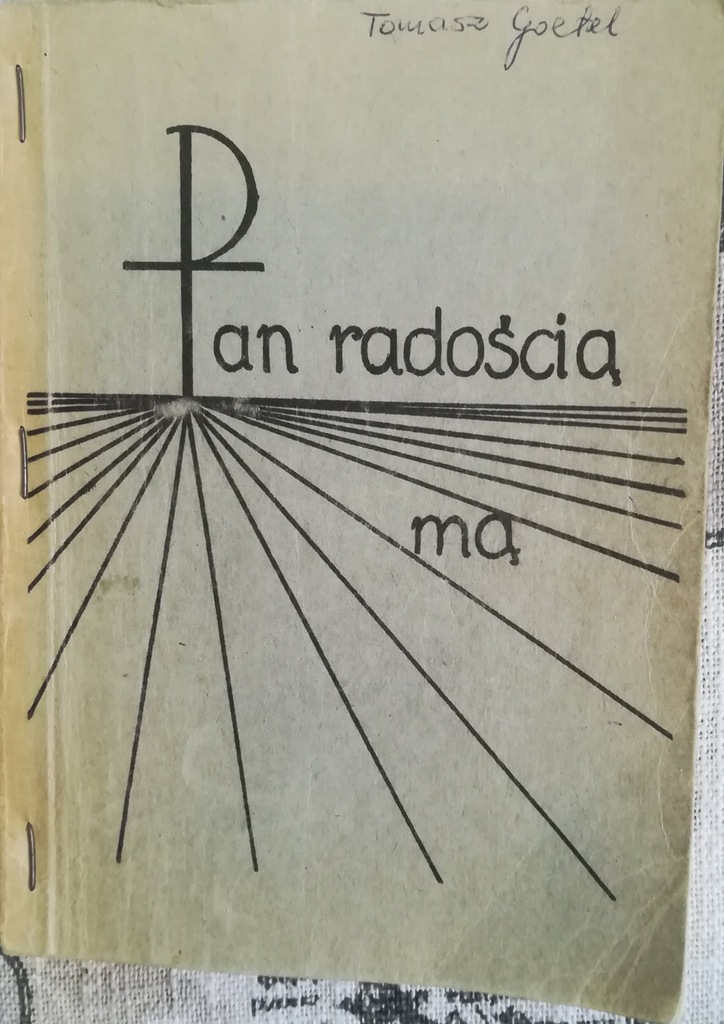 Tomasz Goetel
Pan radością
mą